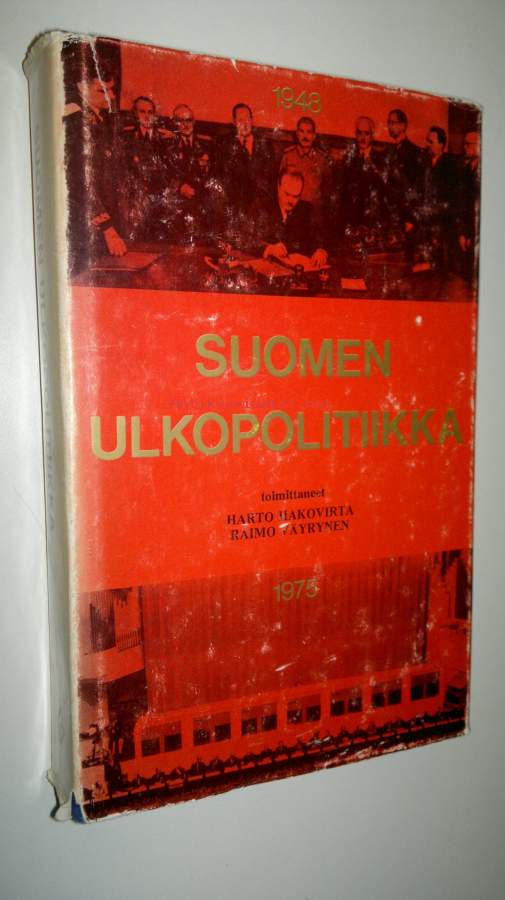 1948
SUOMEN
ULKOPOLITIIKKA
toimittaneet
HARTO HAKOVIRTA
RAIMO VÄYRYNEN
1975